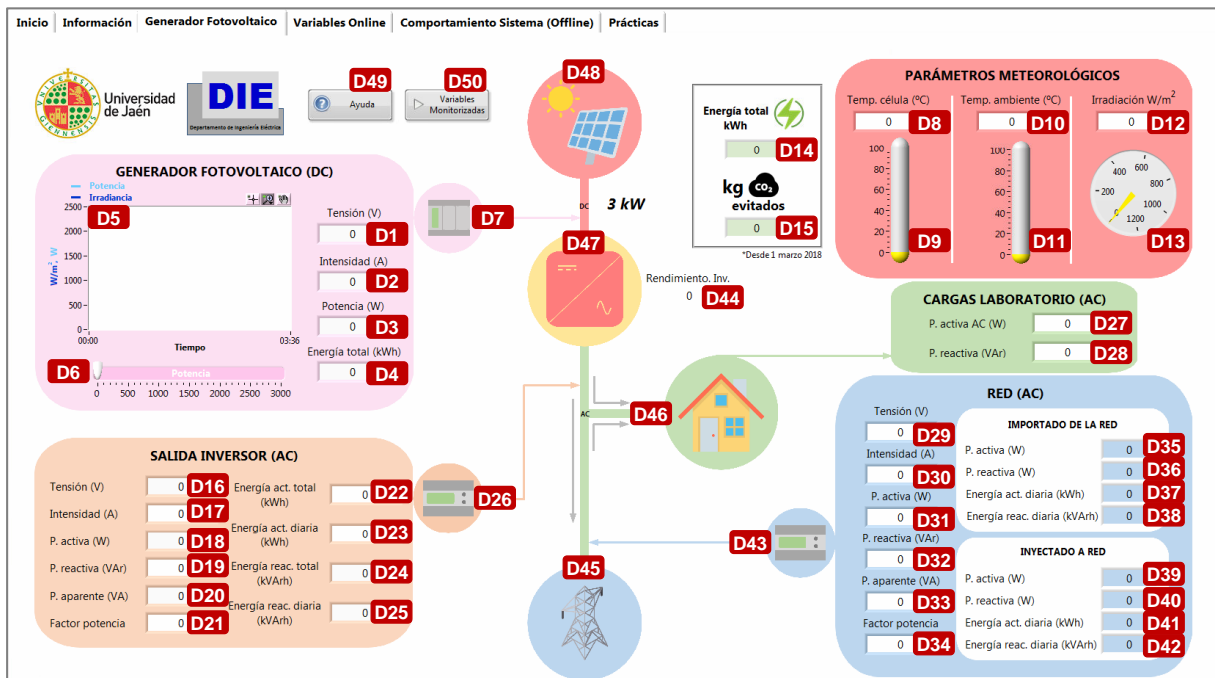 Inicio Información Generador Fotovoltaico Variables Online Comportamiento Sistema (Offline) Prácticas
Universidad
de Jaén
DIE
Departamento de Ingeniería Eléctrica
D49
Ayuda
D50
Variables
Monitorizadas
D48
DC
3 kW
D47
Rendimiento. Inv.
0 D44
AC
D46
D45
Energía total
kWh
0 D14
kg CO2
evitados
0 D15
*Desde 1 marzo 2018
PARÁMETROS METEOROLÓGICOS
Temp. célula (ºC) Temp. ambiente (ºC) Irradiación W/m2
0 D8 0 D10 0 D12
100 80 60 40 20 0
D9
100 80 60 40 20 0
D11
0 200 400 600 800 1000 1200
D13
GENERADOR FOTOVOLTAICO (DC)
Potencia
Irradiancia
D5
W/m2, W
2500
2000
1500
1000
500
0
00:00 03:36
Tiempo
D6
Potencia
0 500 1000 1500 2000 2500 3000
Tensión (V)
0 D1
Intensidad (A)
0 D2
Potencia (W)
0 D3
Energía total (kWh)
0 D4
D7
CARGAS LABORATORIO (AC)
P. activa AC (W) 0 D27
P. reactiva (VAr) 0 D28
SALIDA INVERSOR (AC)
Tensión (V) 0 D16
Intensidad (A) 0 D17
P. activa (W) 0 D18
P. reactiva (VAr) 0 D19
P. aparente (VA) 0 D20
Factor potencia 0 D21
Energía act. total
(kWh)
0 D22
Energía act. diaria
(kWh)
0 D23
Energía reac. total
(kVArh)
0 D24
Energía reac. diaria
(kVArh)
0 D25
D26
D43
RED (AC)
Tensión (V)
0 D29
Intensidad (A)
0 D30
P. activa (W)
0 D31
P. reactiva (VAr)
0 D32
P. aparente (VA)
0 D33
Factor potencia
0 D34
IMPORTADO DE LA RED
P. activa (W) 0 D35
P. reactiva (W) 0 D36
Energía act. diaria (kWh) 0 D37
Energía reac. diaria (kVArh) 0 D38
INYECTADO A RED
P. activa (W) 0 D39
P. reactiva (W) 0 D40
Energía act. diaria (kWh) 0 D41
Energía reac. diaria (kVArh) 0 D42